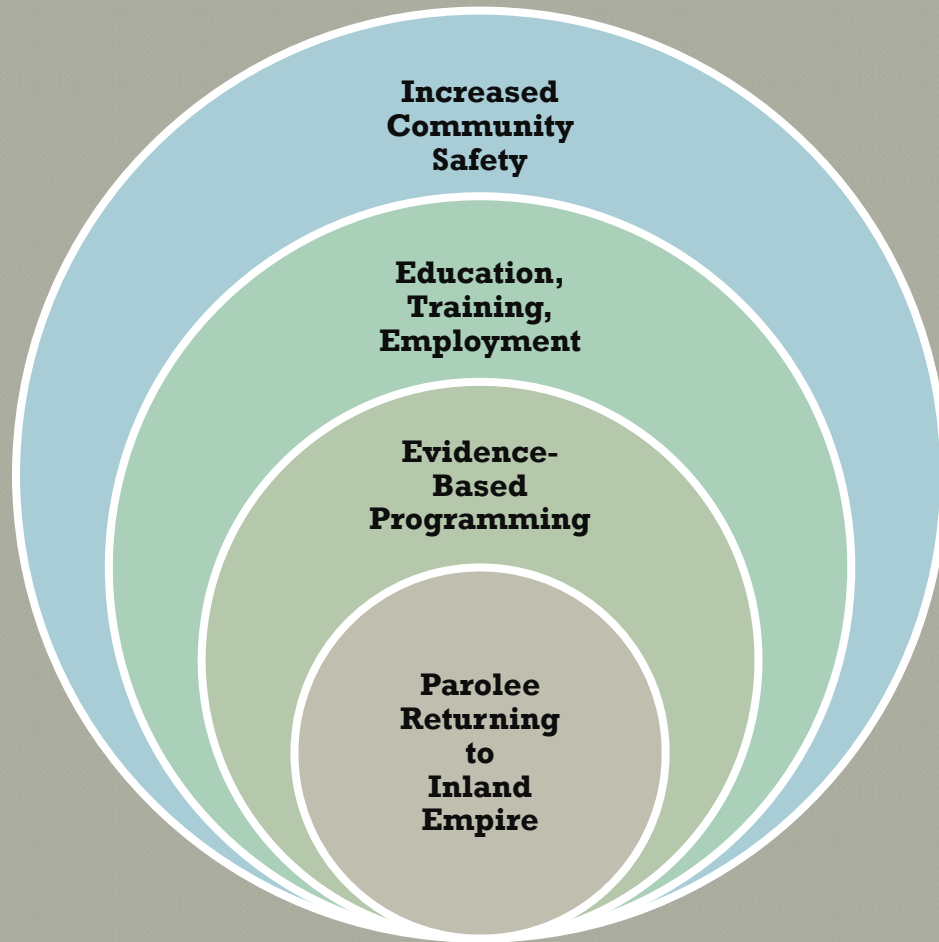 Increased
Community
Safety
Education,
Training,
Employment
Evidence-
Based
Programming
Parolee
Returning
to
Inland
Empire